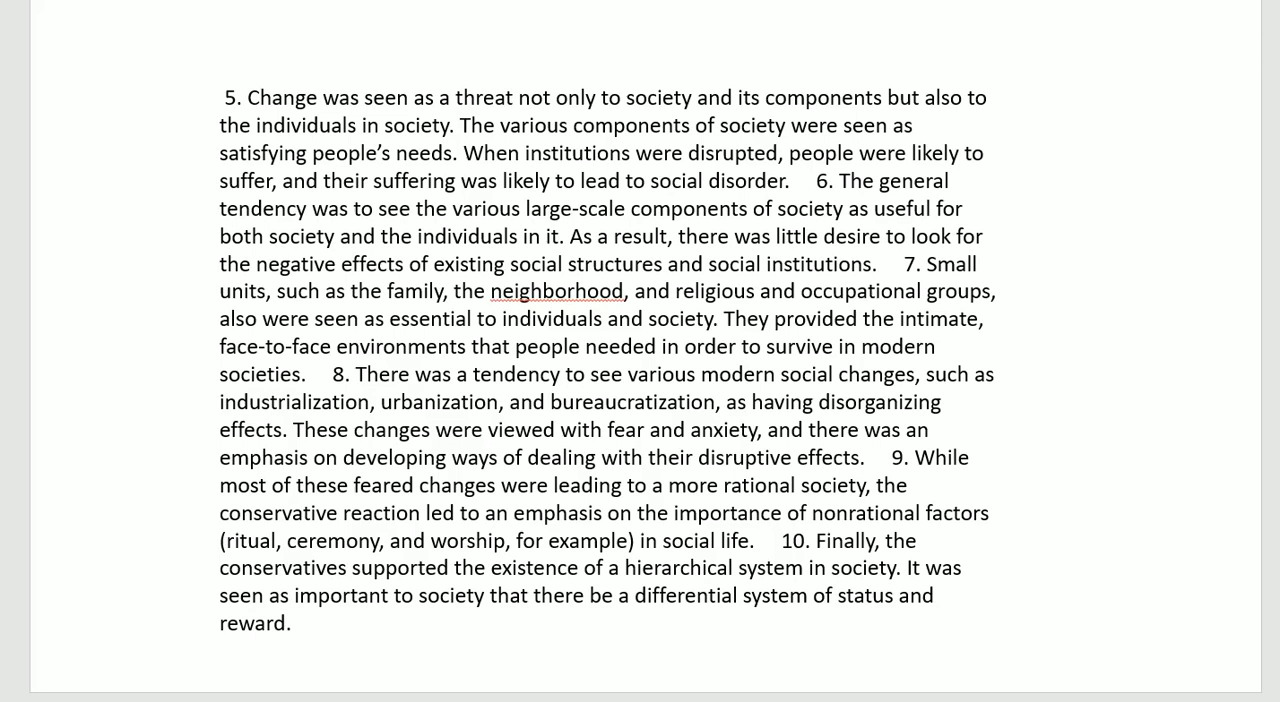 5. Change was seen as a threat not only to society and its components but also to
the individuals in society. The various components of society were seen as
satisfying people’s needs. When institutions were disrupted, people were likely to
suffer, and their suffering was likely to lead to social disorder. 6. The general
tendency was to see the various large-scale components of society as useful for
both society and the individuals in it. As a result, there was little desire to look for
the negative effects of existing social structures and social institutions. 7. Small
units, such as the family, the neighborhood, and religious and occupational groups,
also were seen as essential to individuals and society. They provided the intimate,
face-to-face environments that people needed in order to survive in modern
societies. 8. There was a tendency to see various modern social changes, such as
industrialization, urbanization, and bureaucratization, as having disorganizing
effects. These changes were viewed with fear and anxiety, and there was an
emphasis on developing ways of dealing with their disruptive effects. 9. While
most of these feared changes were leading to a more rational society, the
conservative reaction led to an emphasis on the importance of nonrational factors
(ritual, ceremony, and worship, for example) in social life. 10. Finally, the
conservatives supported the existence of a hierarchical system in society. It was
seen as important to society that there be a differential system of status and
reward.